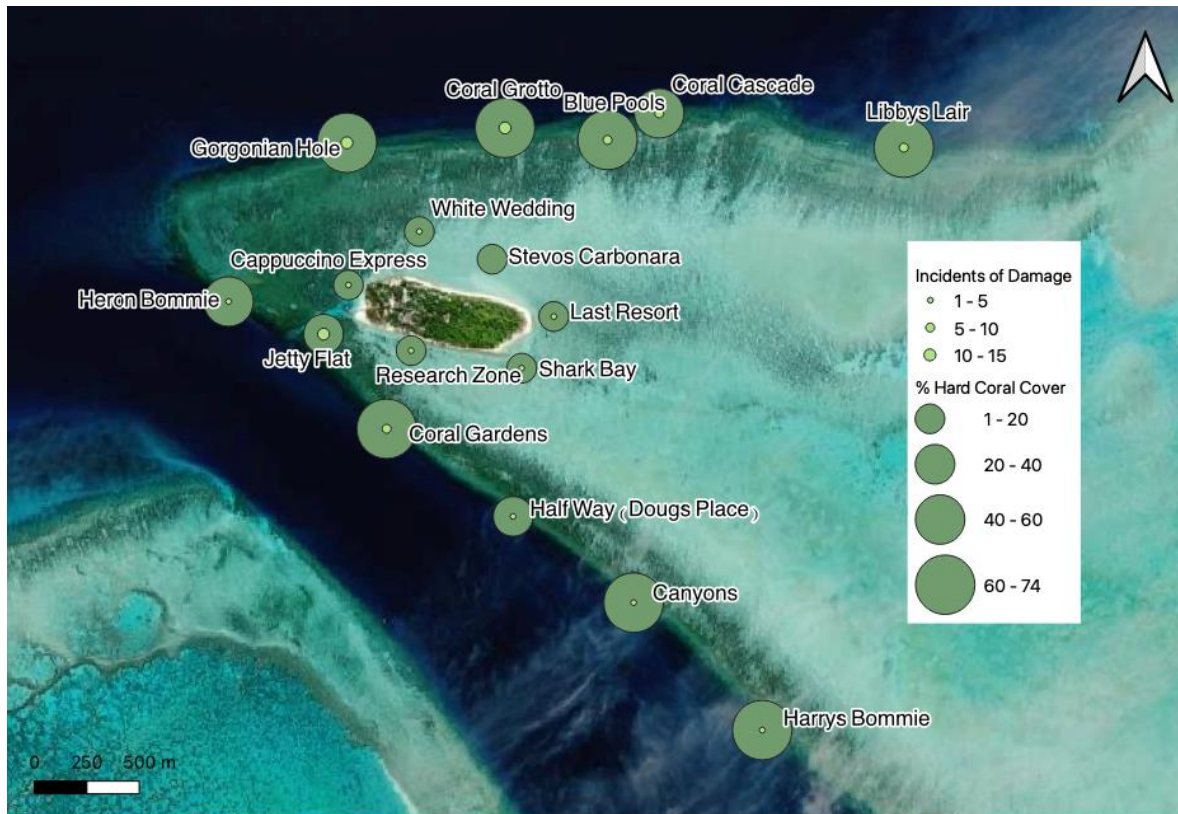 Coral Grotto
Coral Cascade
Blue Pools
Libbys Lair
Gorgonian Hole
White Wedding
Stevos Carbonara
Cappuccino Express
Heron Bommie
Last Resort
Jetty Flat
Research Zone
Shark Bay
Coral Gardens
Half Way (Dougs Place)
Canyons
Harrys Bommie
Incidents of Damage
1 - 5
5 - 10
10 - 15
% Hard Coral Cover
1 - 20
20 - 40
40 - 60
60 - 74
0 250 500 m